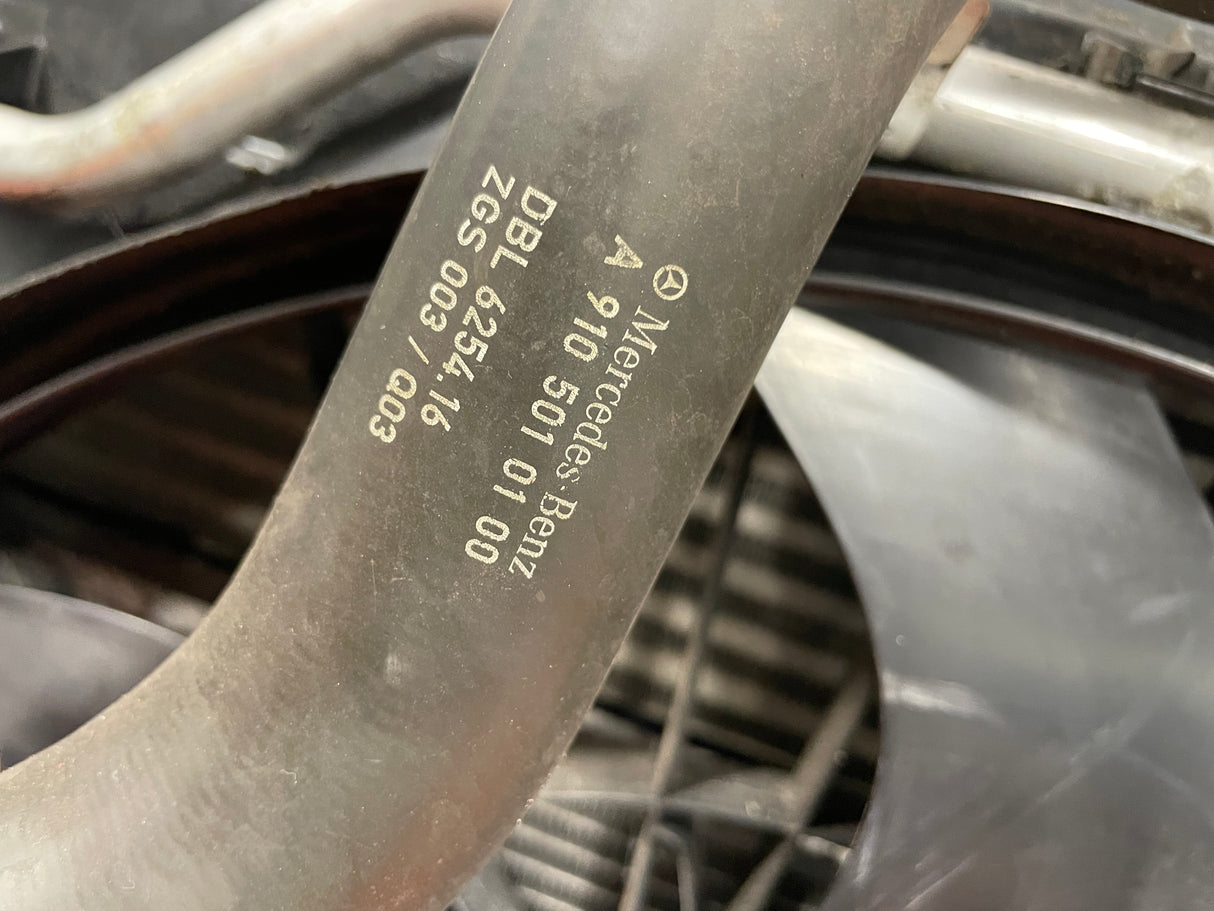 Mercedes-Benz
A 910 501 01 00
DBL 6254.16
ZGS 003 / Q03